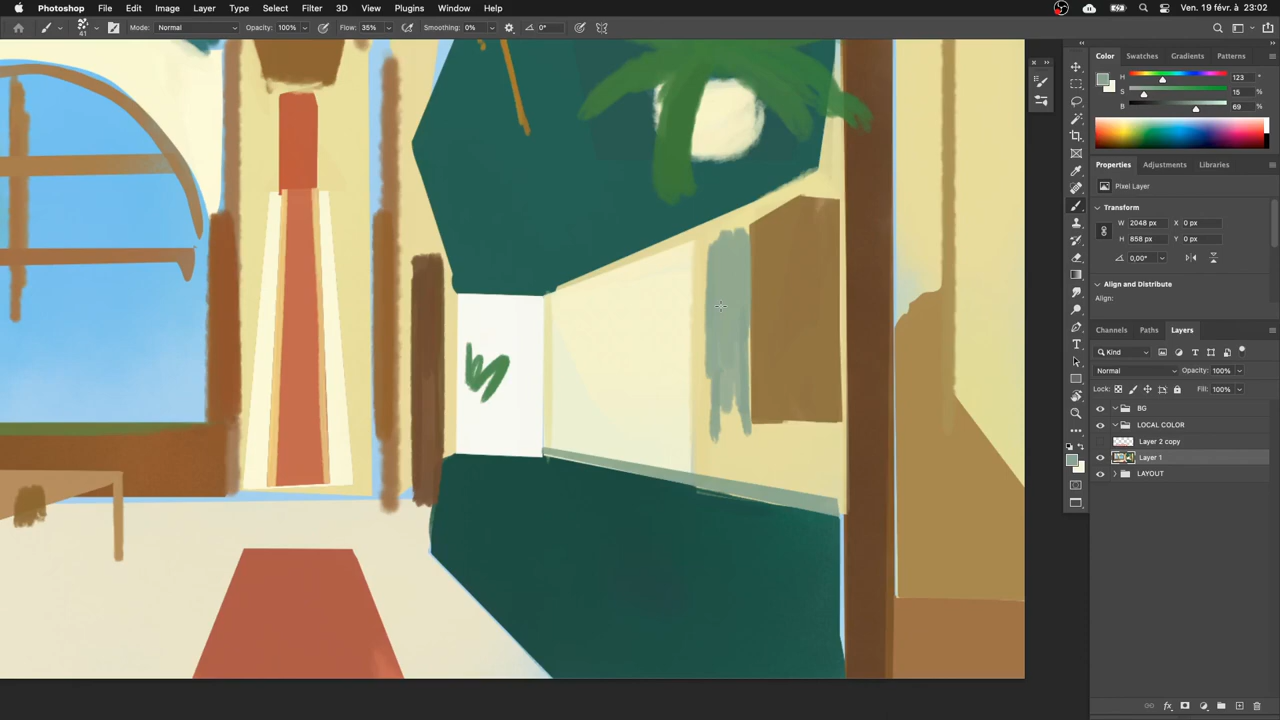 Photoshop File Edit Image Layer Type Select Filter 3D View Plugins Window Help Ven. 19 févr. à 23:02
41 Mode: Normal Opacity: 100% Flow: 35% Smoothing: 0% 0°
Color Swatches Gradients Patterns
H 123 °
S 15 %
B 69 %
Properties Adjustments Libraries
Pixel Layer
Transform
W 2048 px X 0 px
H 858 px Y 0 px
0,00°
Align and Distribute
Align:
Channels Paths Layers
Kind
Normal Opacity: 100%
Lock: Fill: 100%
BG
LOCAL COLOR
Layer 2 copy
Layer 1
LAYOUT
fx